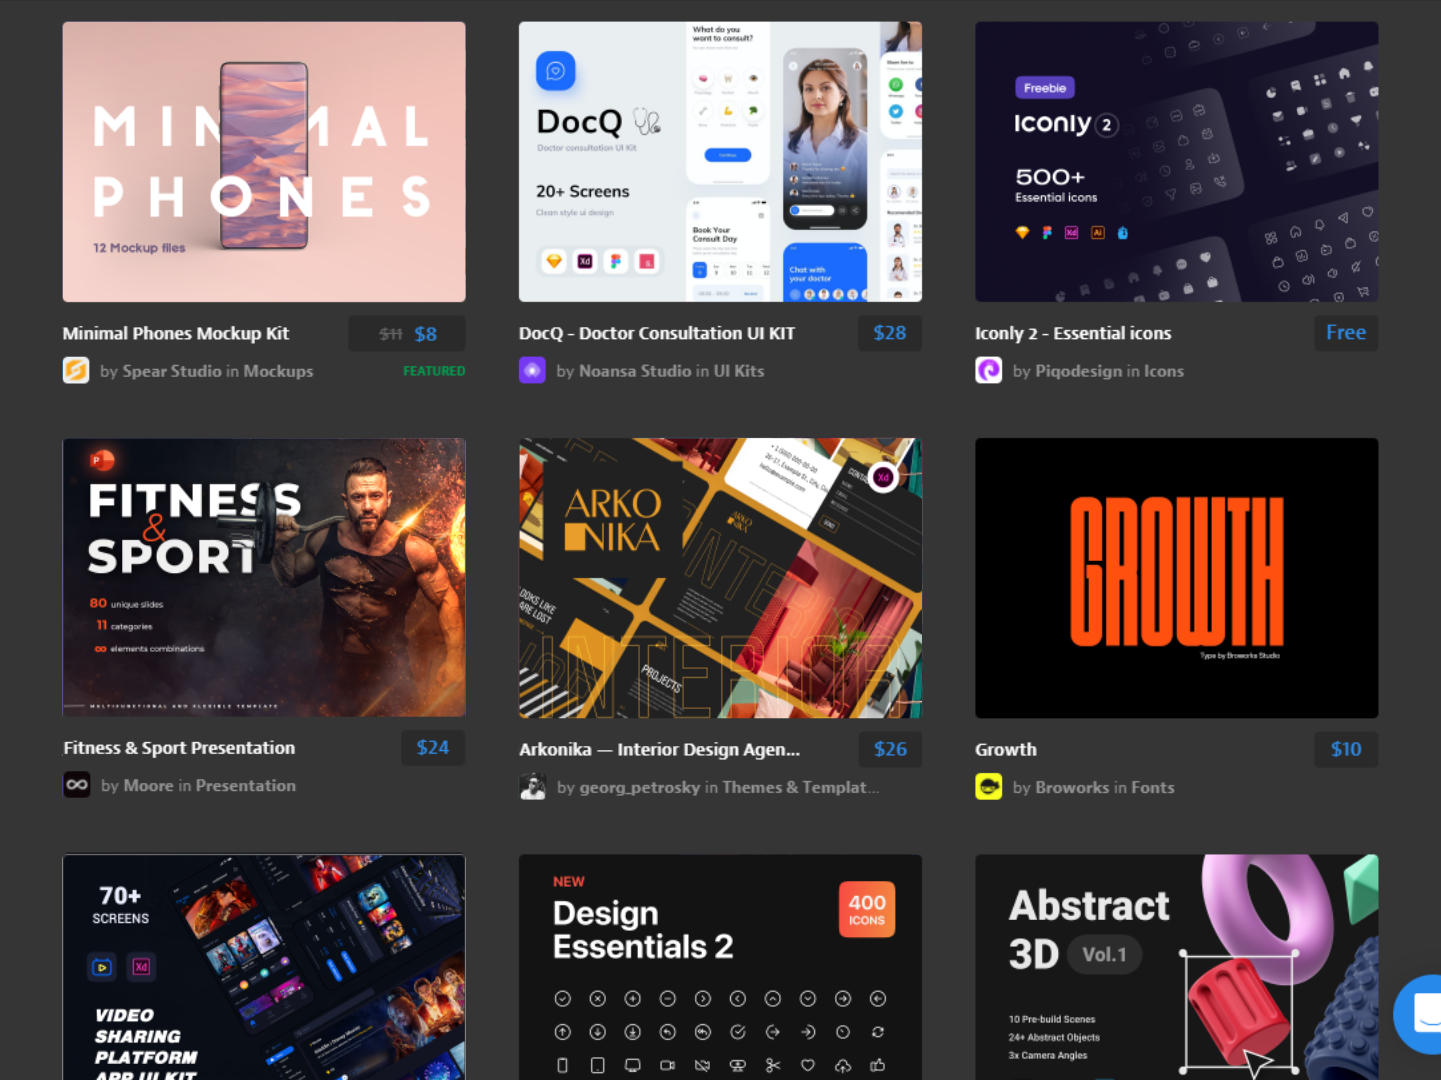 MINIMAL
PHONES
12 Mockup files
Minimal Phones Mockup Kit
$11 $8
by Spear Studio in Mockups
FEATURED
DocQ
Doctor consultation UI Kit
20+ Screens
Clean style ui design
What do you
want to consult?
Continue
Book Your
Consult Day
Chat with
your doctor
DocQ - Doctor Consultation UI KIT
$28
by Noansa Studio in UI Kits
Freebie
Iconly 2
500+
Essential icons
Xd
Ai
Iconly 2 - Essential icons
Free
by Piqodesign in Icons
P
FITNESS
&
SPORT
80 unique slides
11 categories
∞ elements combinations
MULTIFUNCTIONAL AND FLEXIBLE TEMPLATE
Fitness & Sport Presentation
$24
by Moore in Presentation
ARKO
NIKA
Xd
INTERIOR
PROJECTS
Arkonika — Interior Design Agen...
$26
by georg_petrosky in Themes & Templat...
GROWTH
Type by Broworks Studio
Growth
$10
by Broworks in Fonts
70+
SCREENS
Xd
VIDEO
SHARING
PLATFORM
APP UI KIT
NEW
Design
Essentials 2
400
ICONS
Abstract
3D Vol.1
10 Pre-build Scenes
24+ Abstract Objects
3x Camera Angles